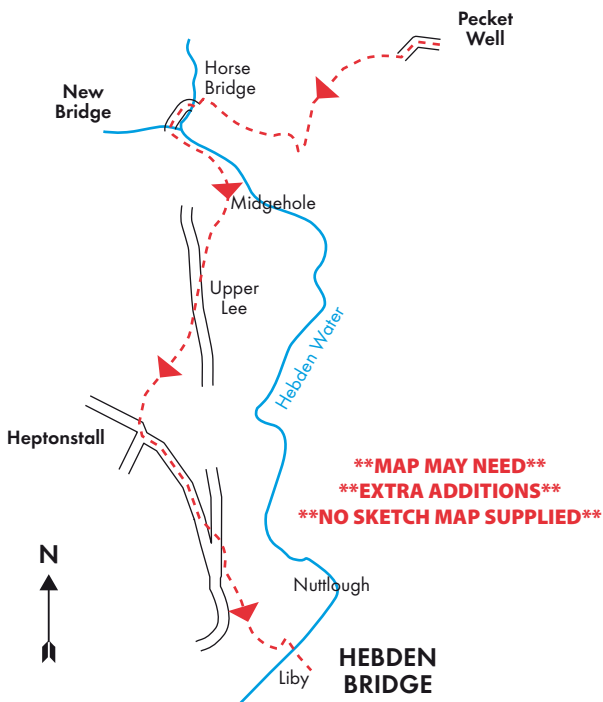 Pecket
Well
Horse
Bridge
New
Bridge
Midgehole
Upper
Lee
Hebden Water
Heptonstall
**MAP MAY NEED**
**EXTRA ADDITIONS**
**NO SKETCH MAP SUPPLIED**
N
Nuttlough
HEBDEN
BRIDGE
Liby